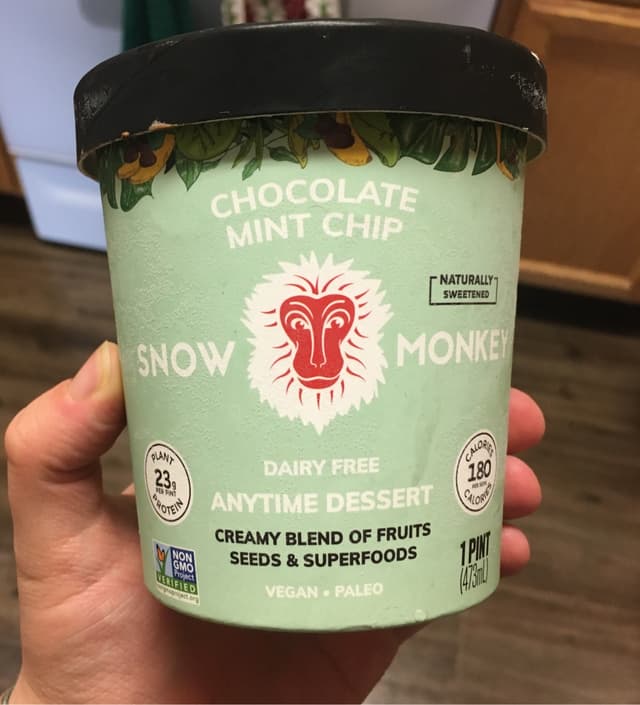 CHOCOLATE
MINT CHIP
NATURALLY
SWEETENED
SNOW MONKEY
PLANT
23g
PER PINT
PROTEIN
CALORIES
180
CALORIES
DAIRY FREE
ANYTIME DESSERT
CREAMY BLEND OF FRUITS
SEEDS & SUPERFOODS
VEGAN • PALEO
NON
GMO
Project
VERIFIED
1 PINT
(473mL)